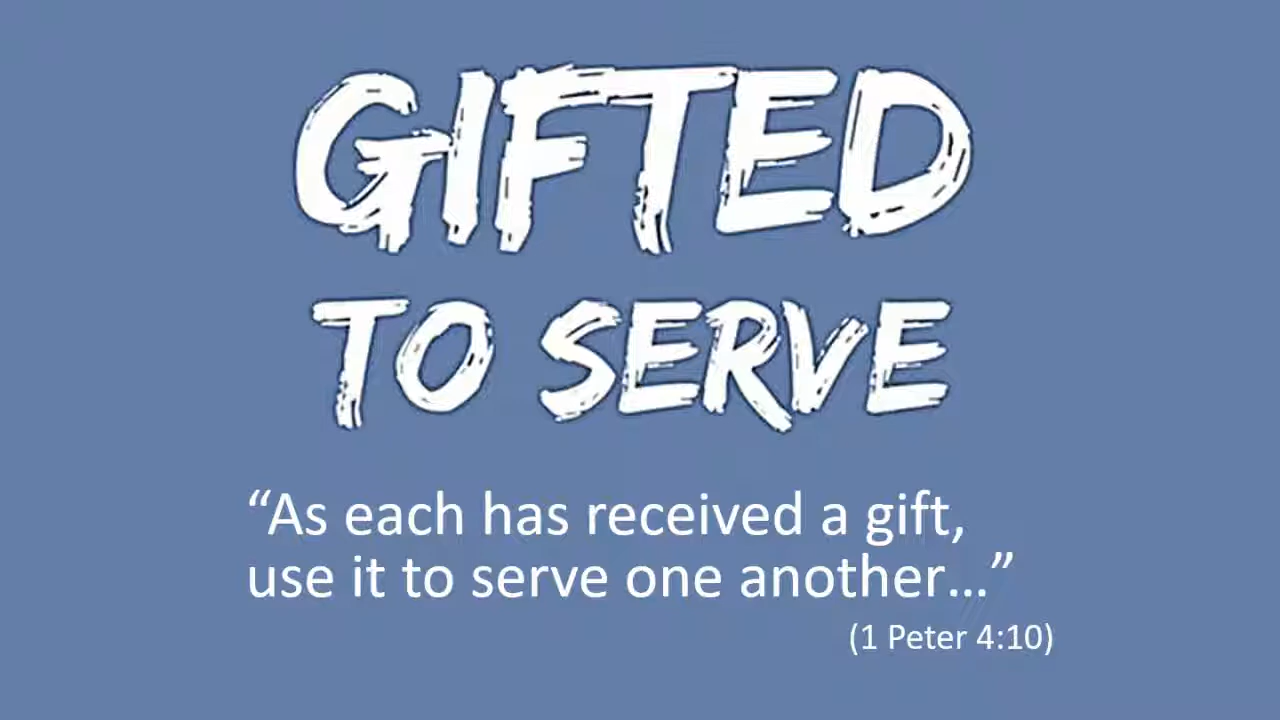 GIFTED
TO SERVE
“As each has received a gift,
use it to serve one another…”
(1 Peter 4:10)